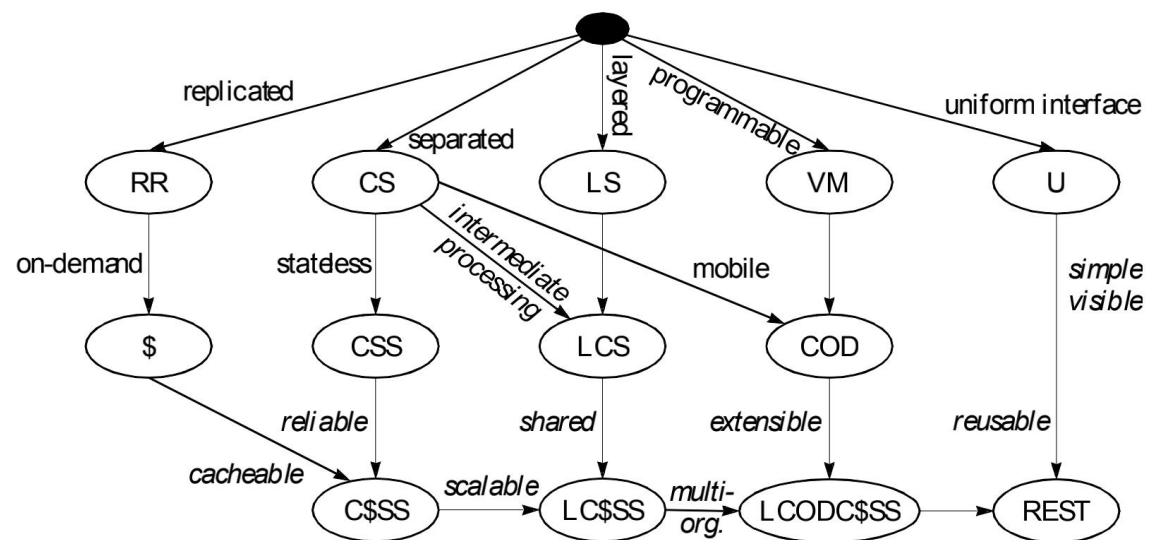 replicated
separated
layered
programmable
uniform interface
RR
CS
LS
VM
U
on-demand
stateless
intermediate
processing
mobile
simple
visible
$
CSS
LCS
COD
cacheable
reliable
shared
extensible
reusable
C$SS
scalable
LC$SS
multi-
org.
LCODC$SS
REST